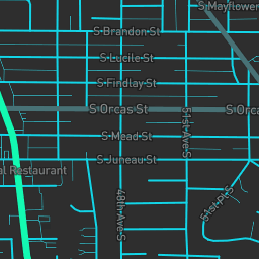 S Mayflower
S Brandon St
S Lucile St
S Findlay St
S Orcas St
S Orca
51st Ave S
S Mead St
S Juneau St
al Restaurant
48th Ave S
51st Pl S